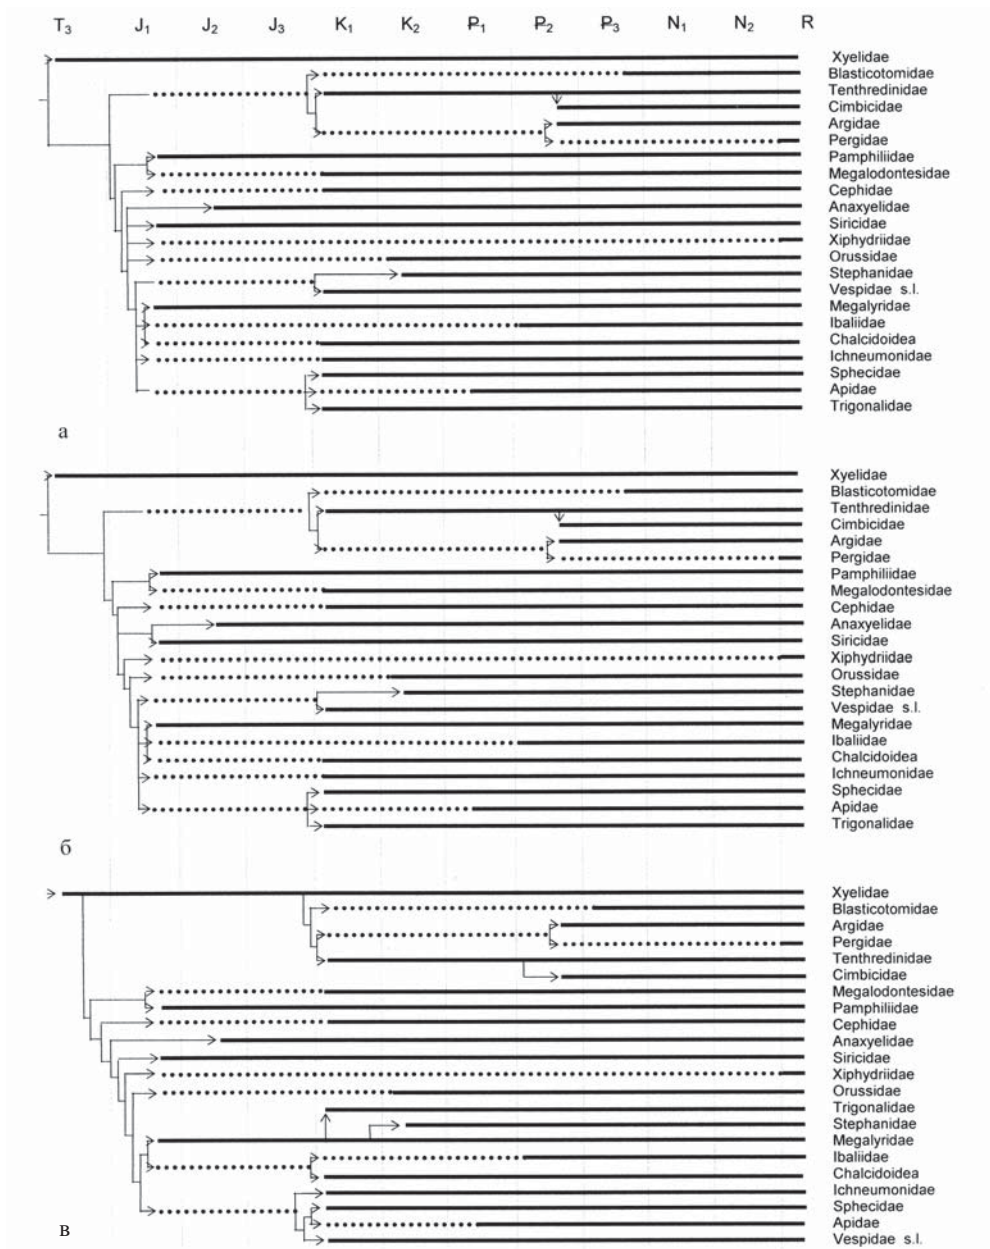 T₃ J₁ J₂ J₃ K₁ K₂ P̶₁ P̶₂ P̶₃ N₁ N₂ R
Xyelidae
Blasticotomidae
Tenthredinidae
Cimbicidae
Argidae
Pergidae
Pamphiliidae
Megalodontesidae
Cephidae
Anaxyelidae
Siricidae
Xiphydriidae
Orussidae
Stephanidae
Vespidae s.l.
Megalyridae
Ibaliidae
Chalcidoidea
Ichneumonidae
Sphecidae
Apidae
Trigonalidae
а
Xyelidae
Blasticotomidae
Tenthredinidae
Cimbicidae
Argidae
Pergidae
Pamphiliidae
Megalodontesidae
Cephidae
Anaxyelidae
Siricidae
Xiphydriidae
Orussidae
Stephanidae
Vespidae s.l.
Megalyridae
Ibaliidae
Chalcidoidea
Ichneumonidae
Sphecidae
Apidae
Trigonalidae
б
Xyelidae
Blasticotomidae
Argidae
Pergidae
Tenthredinidae
Cimbicidae
Megalodontesidae
Pamphiliidae
Cephidae
Anaxyelidae
Siricidae
Xiphydriidae
Orussidae
Trigonalidae
Stephanidae
Megalyridae
Ibaliidae
Chalcidoidea
Ichneumonidae
Sphecidae
Apidae
Vespidae s.l.
в